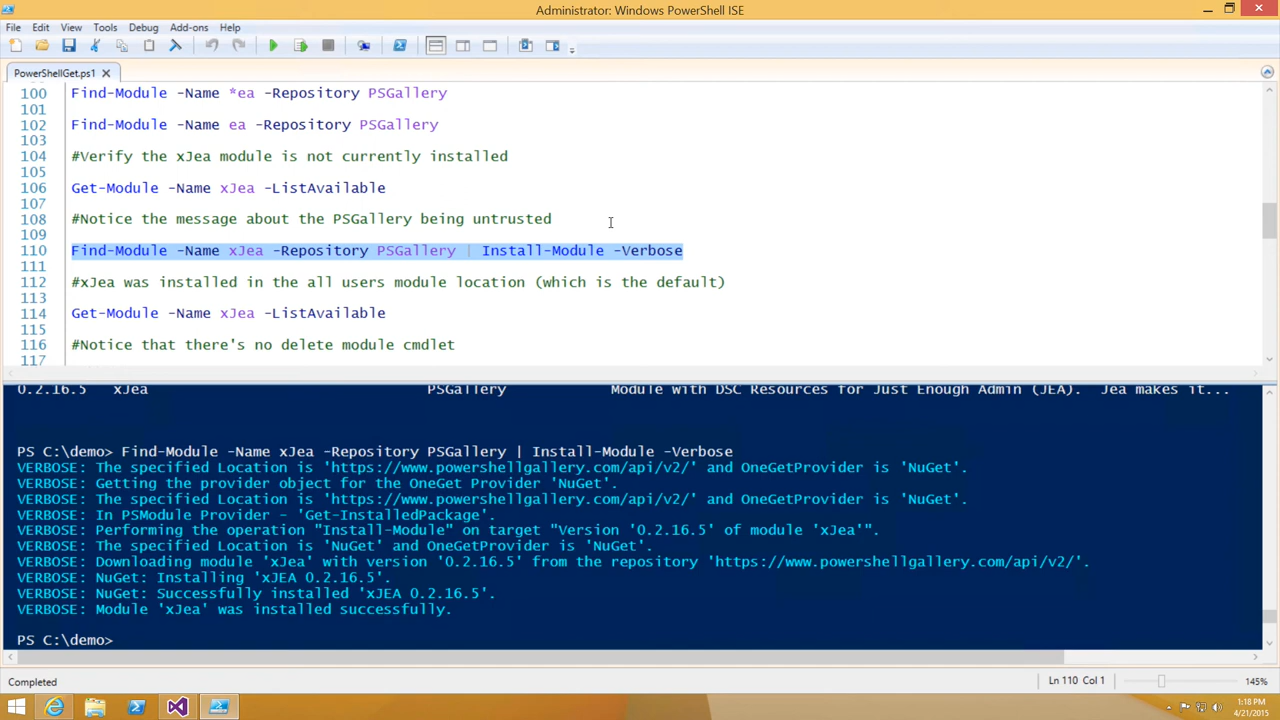 Administrator: Windows PowerShell ISE
File Edit View Tools Debug Add-ons Help
PowerShellGet.ps1
100 Find-Module -Name *ea -Repository PSGallery
101
102 Find-Module -Name ea -Repository PSGallery
103
104 #Verify the xJea module is not currently installed
105
106 Get-Module -Name xJea -ListAvailable
107
108 #Notice the message about the PSGallery being untrusted
109
110 Find-Module -Name xJea -Repository PSGallery | Install-Module -Verbose
111
112 #xJea was installed in the all users module location (which is the default)
113
114 Get-Module -Name xJea -ListAvailable
115
116 #Notice that there's no delete module cmdlet
117
0.2.16.5 xJea PSGallery Module with DSC Resources for Just Enough Admin (JEA). Jea makes it...
PS C:\demo> Find-Module -Name xJea -Repository PSGallery | Install-Module -Verbose
VERBOSE: The specified Location is 'https://www.powershellgallery.com/api/v2/' and OneGetProvider is 'NuGet'.
VERBOSE: Getting the provider object for the OneGet Provider 'NuGet'.
VERBOSE: The specified Location is 'https://www.powershellgallery.com/api/v2/' and OneGetProvider is 'NuGet'.
VERBOSE: In PSModule Provider - 'Get-InstalledPackage'.
VERBOSE: Performing the operation "Install-Module" on target "Version '0.2.16.5' of module 'xJea'".
VERBOSE: The specified Location is 'NuGet' and OneGetProvider is 'NuGet'.
VERBOSE: Downloading module 'xJea' with version '0.2.16.5' from the repository 'https://www.powershellgallery.com/api/v2/'.
VERBOSE: NuGet: Installing 'xJEA 0.2.16.5'.
VERBOSE: NuGet: Successfully installed 'xJEA 0.2.16.5'.
VERBOSE: Module 'xJea' was installed successfully.
PS C:\demo>
Completed Ln 110 Col 1 145%
1:18 PM
4/21/2015